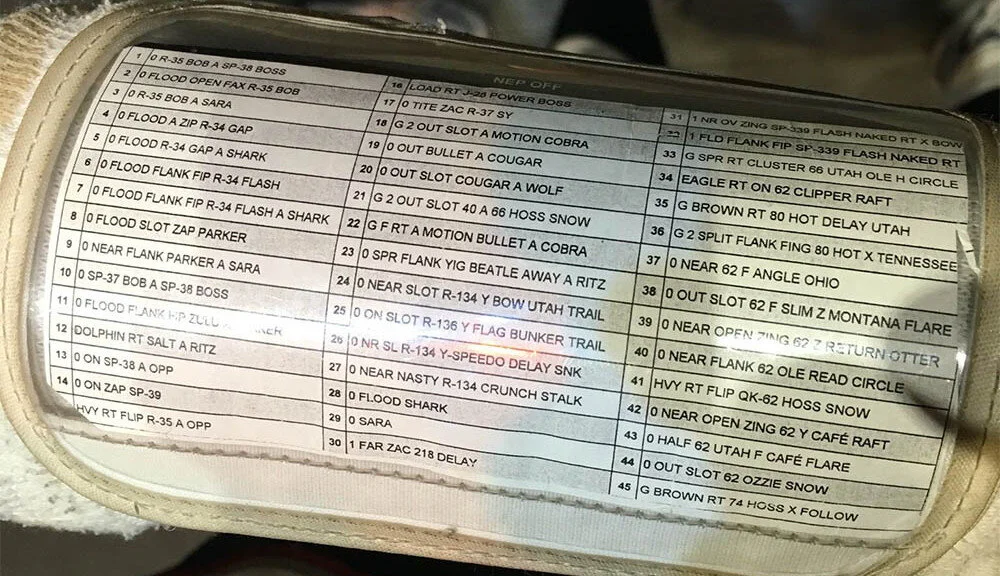 NEP OFF
1 0 R-35 BOB A SP-38 BOSS
2 0 FLOOD OPEN FAX R-35 BOB
3 0 R-35 BOB A SARA
4 0 FLOOD A ZIP R-34 GAP
5 0 FLOOD R-34 GAP A SHARK
6 0 FLOOD FLANK FIP R-34 FLASH
7 0 FLOOD FLANK FIP R-34 FLASH A SHARK
8 0 FLOOD SLOT ZAP PARKER
9 0 NEAR FLANK PARKER A SARA
10 0 SP-37 BOB A SP-38 BOSS
11 0 FLOOD FLANK ZULU
12 DOLPHIN RT SALT A RITZ
13 0 ON SP-38 A OPP
14 0 ON ZAP SP-39
HVY RT FLIP R-35 A OPP
16 LOAD RT J-28 POWER BOSS
17 0 TITE ZAC R-37 SY
18 G 2 OUT SLOT A MOTION COBRA
19 0 OUT BULLET A COUGAR
20 0 OUT SLOT COUGAR A WOLF
21 G 2 OUT SLOT 40 A 66 HOSS SNOW
22 G F RT A MOTION BULLET A COBRA
23 0 SPR FLANK YIG BEATLE AWAY A RITZ
24 0 NEAR SLOT R-134 Y BOW UTAH TRAIL
25 0 ON SLOT R-136 Y FLAG BUNKER TRAIL
26 0 NR SL R-134 Y-SPEEDO DELAY SNK
27 0 NEAR NASTY R-134 CRUNCH STALK
28 0 FLOOD SHARK
29 0 SARA
30 1 FAR ZAC 218 DELAY
31 1 NR OV ZING SP-339 FLASH NAKED RT X BOW
32 1 FLD FLANK FIP SP-339 FLASH NAKED RT
33 G SPR RT CLUSTER 66 UTAH OLE H CIRCLE
34 EAGLE RT ON 62 CLIPPER RAFT
35 G BROWN RT 80 HOT DELAY UTAH
36 G 2 SPLIT FLANK FING 80 HOT X TENNESSEE
37 0 NEAR 62 F ANGLE OHIO
38 0 OUT SLOT 62 F SLIM Z MONTANA FLARE
39 0 NEAR OPEN ZING 62 Z RETURN OTTER
40 0 NEAR FLANK 62 OLE READ CIRCLE
41 HVY RT FLIP QK-62 HOSS SNOW
42 0 NEAR OPEN ZING 62 Y CAFÉ RAFT
43 0 HALF 62 UTAH F CAFÉ FLARE
44 0 OUT SLOT 62 OZZIE SNOW
45 G BROWN RT 74 HOSS X FOLLOW